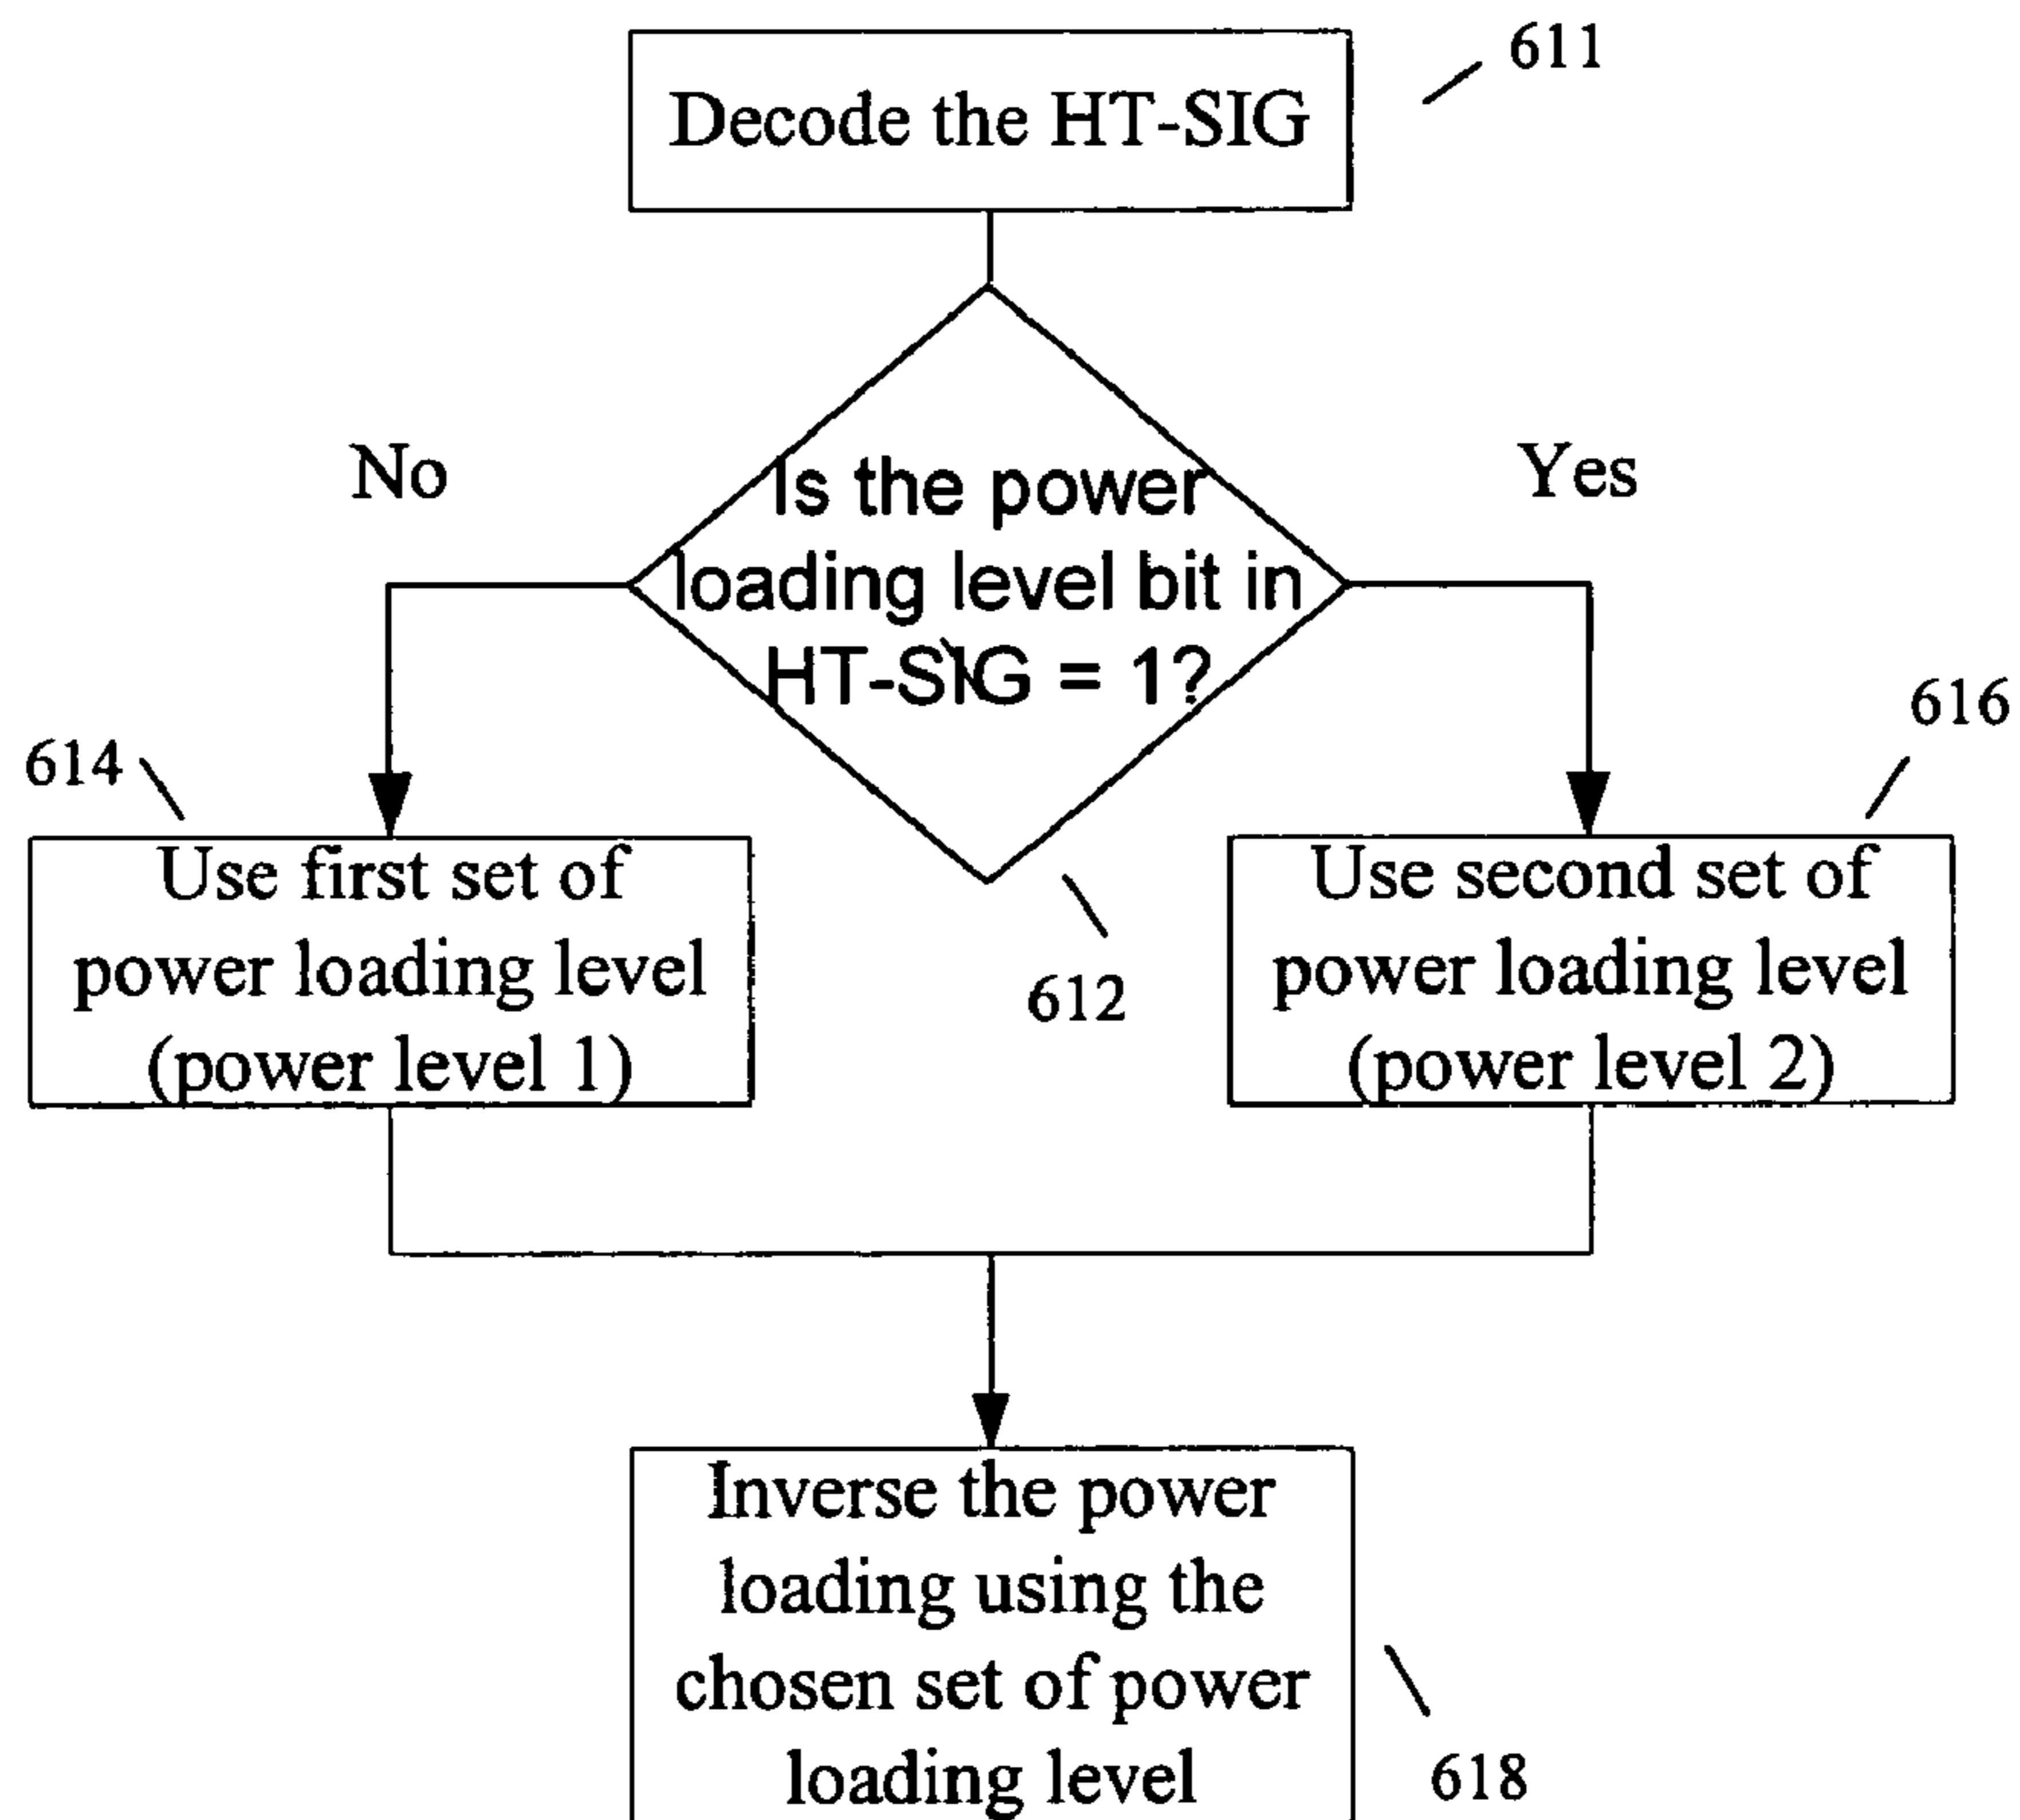 611
Decode the HT-SIG
No
Yes
Is the power
loading level bit in
HT-SIG = 1?
614
616
Use first set of
power loading level
(power level 1)
612
Use second set of
power loading level
(power level 2)
Inverse the power
loading using the
chosen set of power
loading level
618